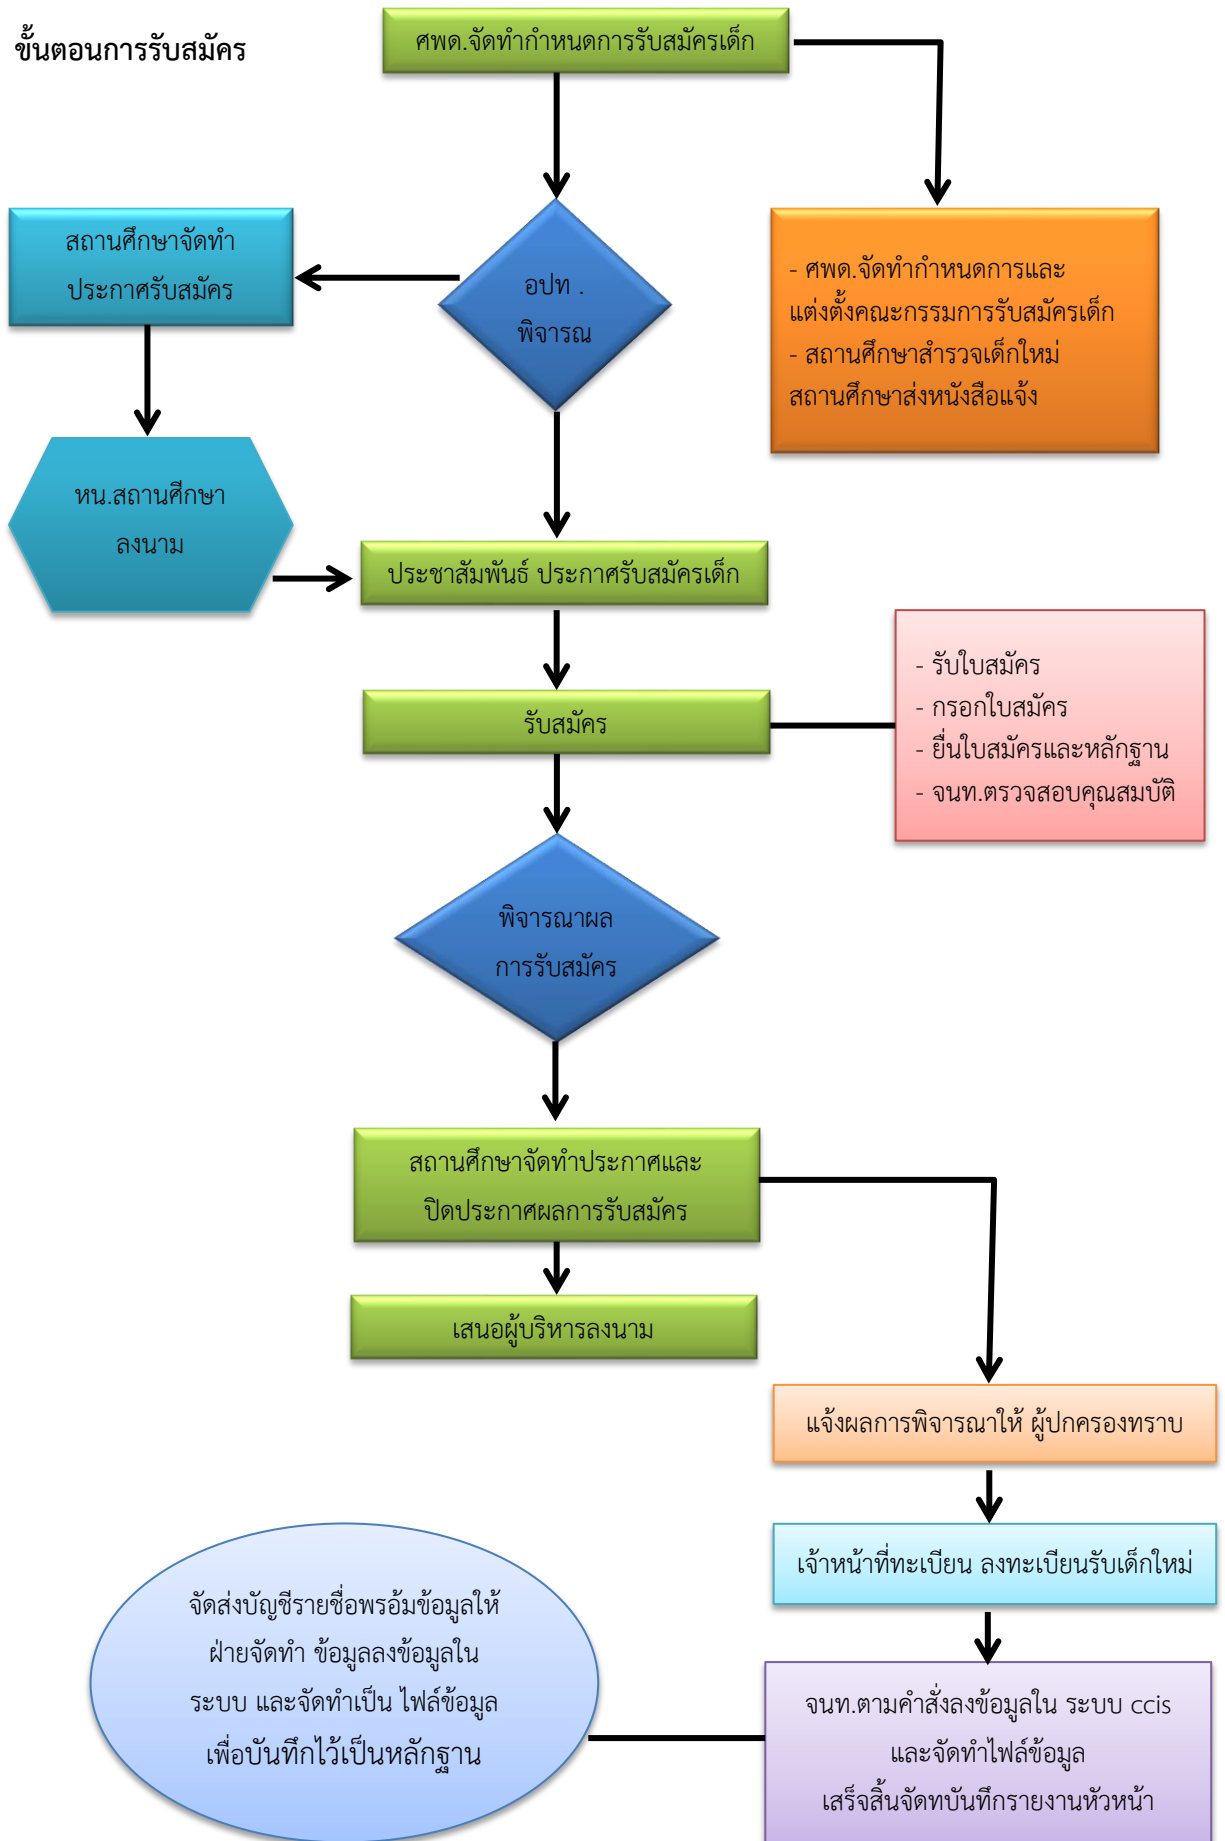 ขั้นตอนการรับสมัคร
ศพด.จัดทำกำหนดการรับสมัครเด็ก
สถานศึกษาจัดทำ
ประกาศรับสมัคร
อปท .
พิจารณ
- ศพด.จัดทำกำหนดการและ
แต่งตั้งคณะกรรมการรับสมัครเด็ก
- สถานศึกษาสำรวจเด็กใหม่
สถานศึกษาส่งหนังสือแจ้ง
หน.สถานศึกษา
ลงนาม
ประชาสัมพันธ์ ประกาศรับสมัครเด็ก
รับสมัคร
- รับใบสมัคร
- กรอกใบสมัคร
- ยื่นใบสมัครและหลักฐาน
- จนท.ตรวจสอบคุณสมบัติ
พิจารณาผล
การรับสมัคร
สถานศึกษาจัดทำประกาศและ
ปิดประกาศผลการรับสมัคร
เสนอผู้บริหารลงนาม
แจ้งผลการพิจารณาให้ ผู้ปกครองทราบ
เจ้าหน้าที่ทะเบียน ลงทะเบียนรับเด็กใหม่
จัดส่งบัญชีรายชื่อพรอ้มข้อมูลให้
ฝ่ายจัดทำ ข้อมูลลงข้อมูลใน
ระบบ และจัดทำเป็น ไฟล์ข้อมูล
เพื่อบันทึกไว้เป็นหลักฐาน
จนท.ตามคำสั่งลงข้อมูลใน ระบบ ccis
และจัดทำไฟล์ข้อมูล
เสร็จสิ้นจัดทบันทึกรายงานหัวหน้า